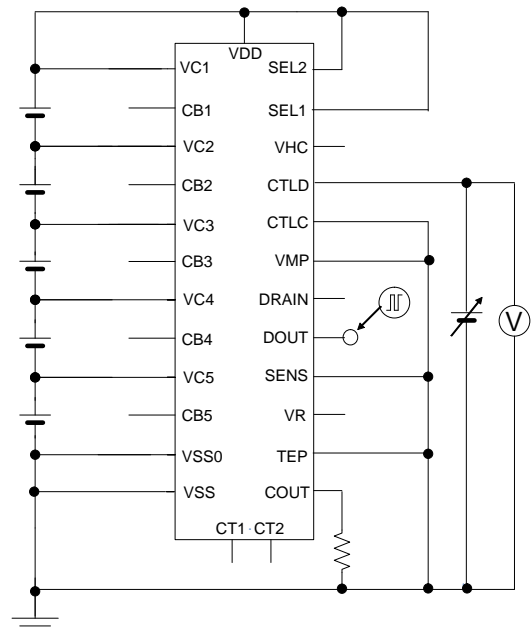 VDD
VC1
CB1
VC2
CB2
VC3
CB3
VC4
CB4
VC5
CB5
VSS0
VSS
SEL2
SEL1
VHC
CTLD
CTLC
VMP
DRAIN
DOUT
SENS
VR
TEP
COUT
CT1 CT2
V